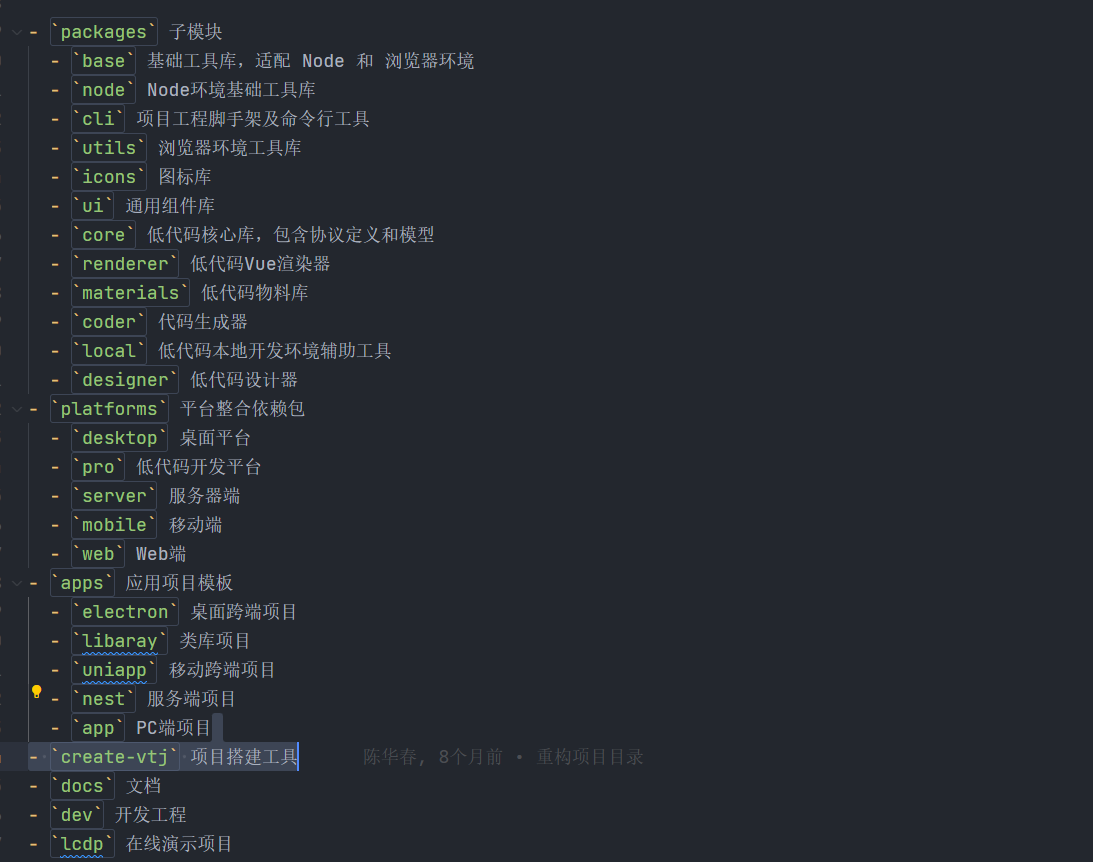 - `packages` 子模块
- `base` 基础工具库，适配 Node 和 浏览器环境
- `node` Node环境基础工具库
- `cli` 项目工程脚手架及命令行工具
- `utils` 浏览器环境工具库
- `icons` 图标库
- `ui` 通用组件库
- `core` 低代码核心库，包含协议定义和模型
- `renderer` 低代码Vue渲染器
- `materials` 低代码物料库
- `coder` 代码生成器
- `local` 低代码本地开发环境辅助工具
- `designer` 低代码设计器
- `platforms` 平台整合依赖包
- `desktop` 桌面平台
- `pro` 低代码开发平台
- `server` 服务器端
- `mobile` 移动端
- `web` Web端
- `apps` 应用项目模板
- `electron` 桌面跨端项目
- `libaray` 类库项目
- `uniapp` 移动跨端项目
- `nest` 服务端项目
- `app` PC端项目
- `create-vtj` 项目搭建工具 陈华春, 8个月前 • 重构项目目录
- `docs` 文档
- `dev` 开发工程
- `lcdp` 在线演示项目